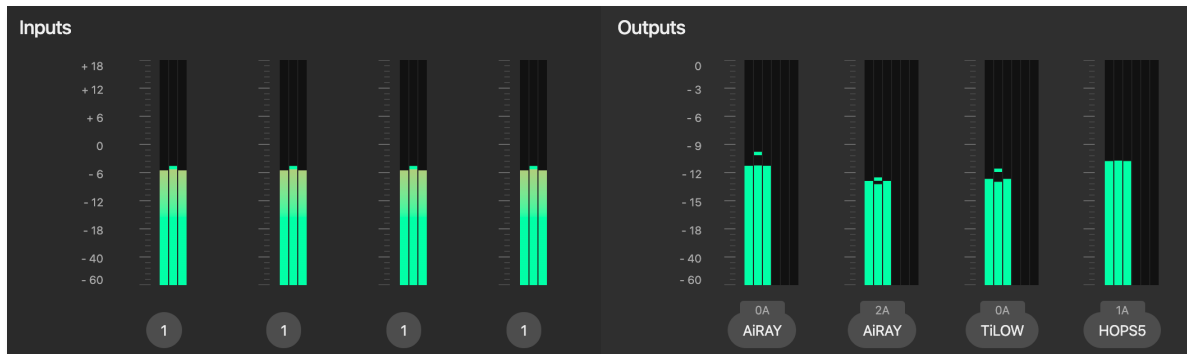 Inputs
+ 18
+ 12
+ 6
0
- 6
- 12
- 18
- 40
- 60
1
1
1
1
Outputs
0
- 3
- 6
- 9
- 12
- 15
- 18
- 40
- 60
0A
AiRAY
2A
AiRAY
0A
TiLOW
1A
HOPS5